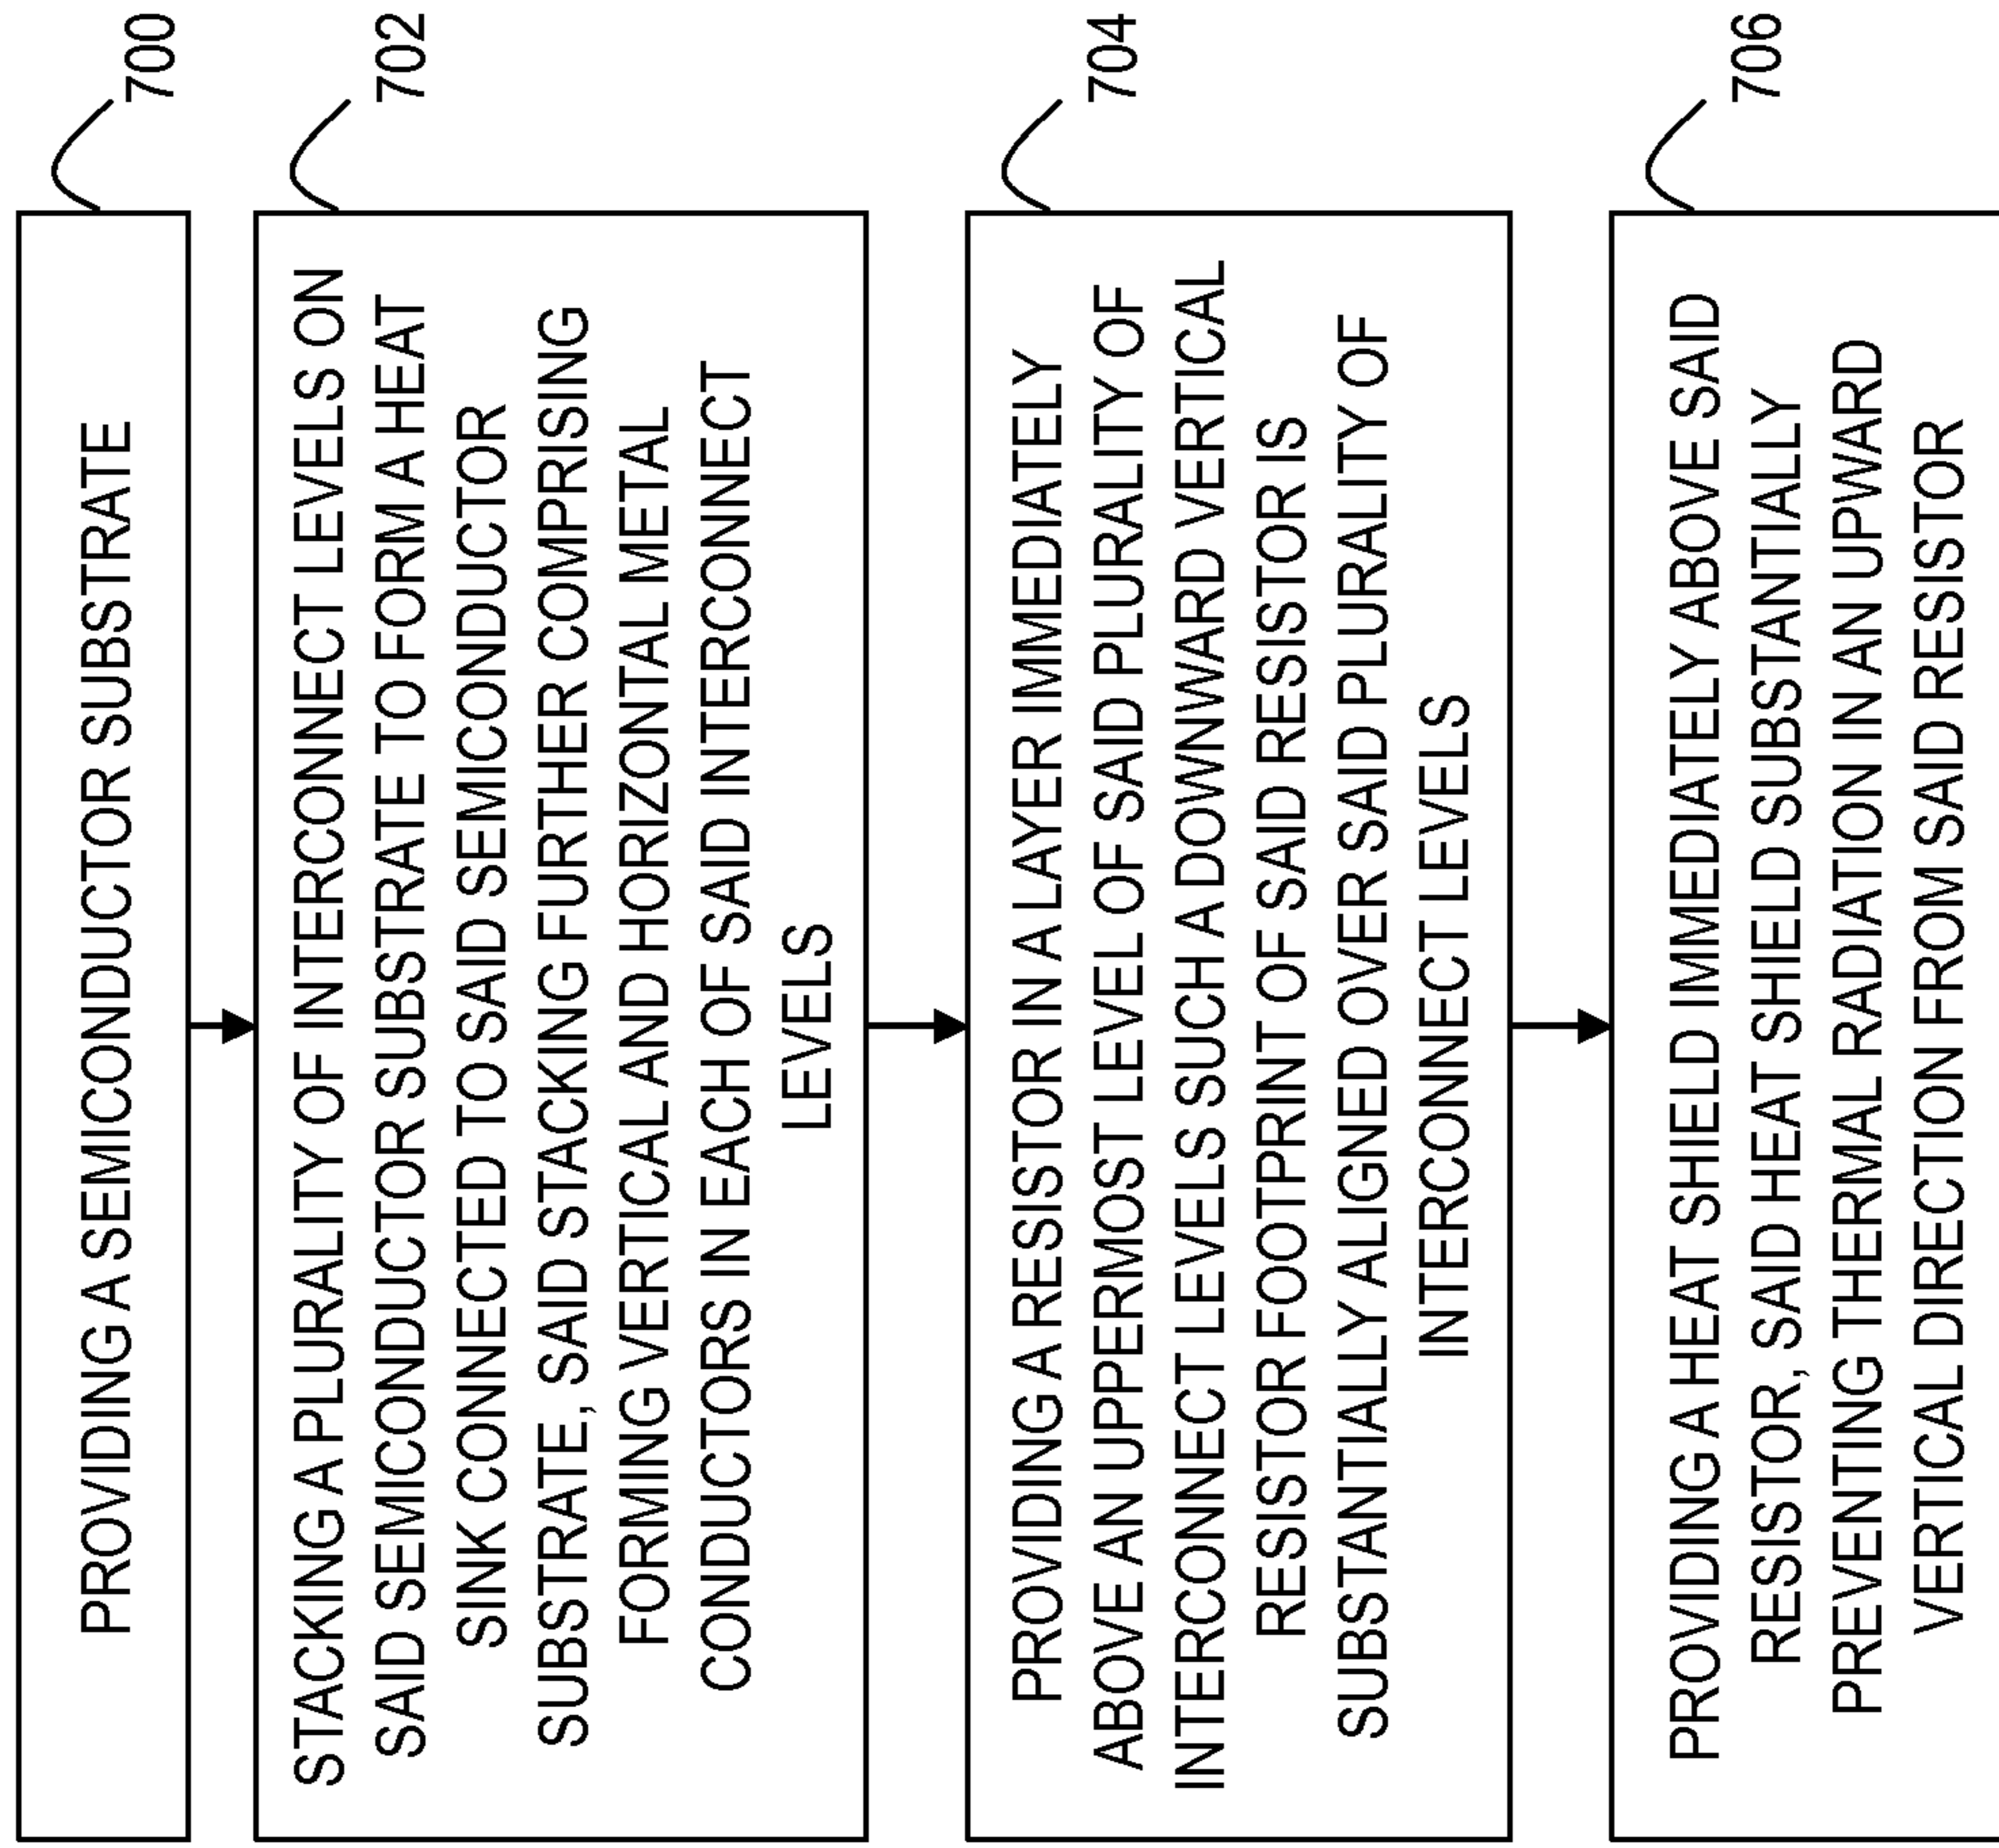 PROVIDING A SEMICONDUCTOR SUBSTRATE
700
STACKING A PLURALITY OF INTERCONNECT LEVELS ON
SAID SEMICONDUCTOR SUBSTRATE TO FORM A HEAT
SINK CONNECTED TO SAID SEMICONDUCTOR
SUBSTRATE, SAID STACKING FURTHER COMPRISING
FORMING VERTICAL AND HORIZONTAL METAL
CONDUCTORS IN EACH OF SAID INTERCONNECT
LEVELS
702
PROVIDING A RESISTOR IN A LAYER IMMEDIATELY
ABOVE AN UPPERMOST LEVEL OF SAID PLURALITY OF
INTERCONNECT LEVELS SUCH A DOWNWARD VERTICAL
RESISTOR FOOTPRINT OF SAID RESISTOR IS
SUBSTANTIALLY ALIGNED OVER SAID PLURALITY OF
INTERCONNECT LEVELS
704
PROVIDING A HEAT SHIELD IMMEDIATELY ABOVE SAID
RESISTOR, SAID HEAT SHIELD SUBSTANTIALLY
PREVENTING THERMAL RADIATION IN AN UPWARD
VERTICAL DIRECTION FROM SAID RESISTOR
706